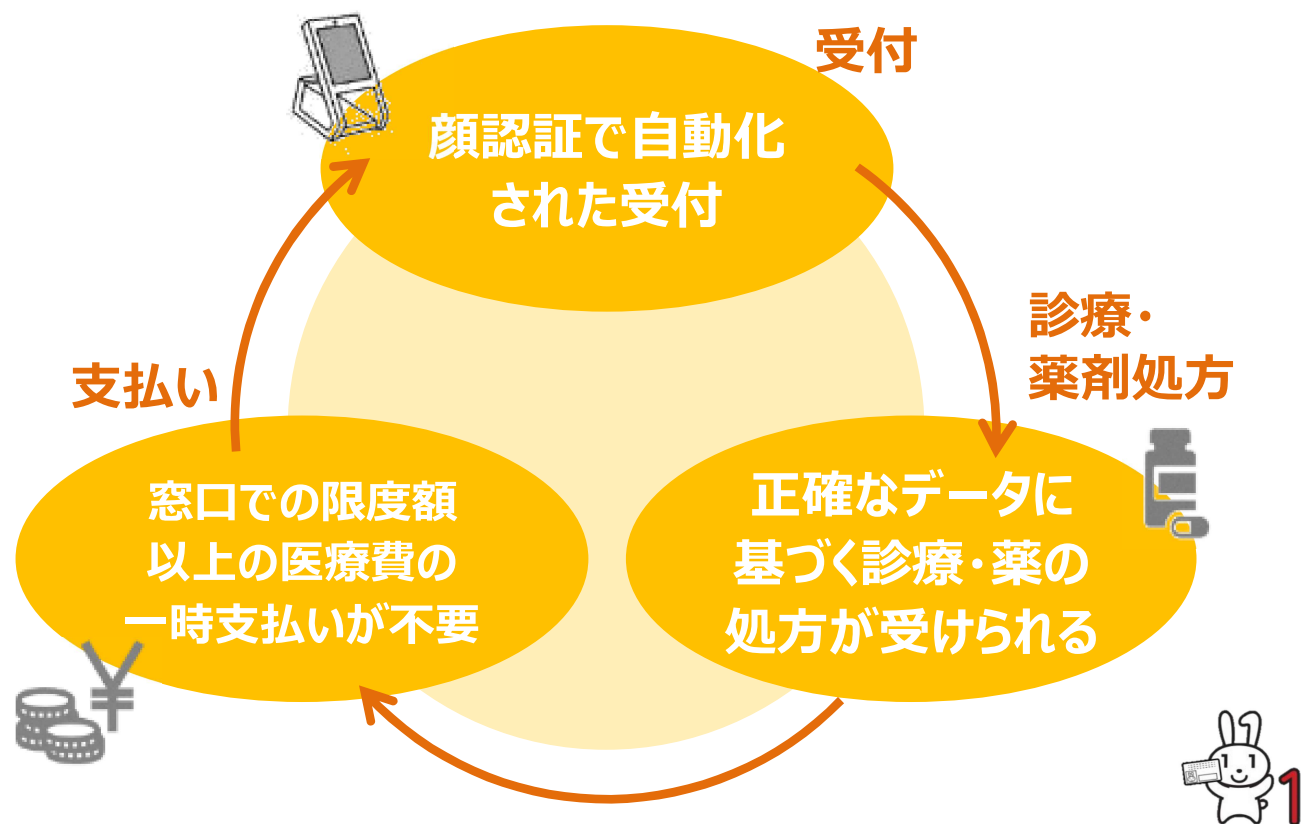 受付
顔認証で自動化
された受付
診療・
薬剤処方
正確なデータに
基づく診療・薬の
処方が受けられる
支払い
窓口での限度額
以上の医療費の
一時支払いが不要
¥
1